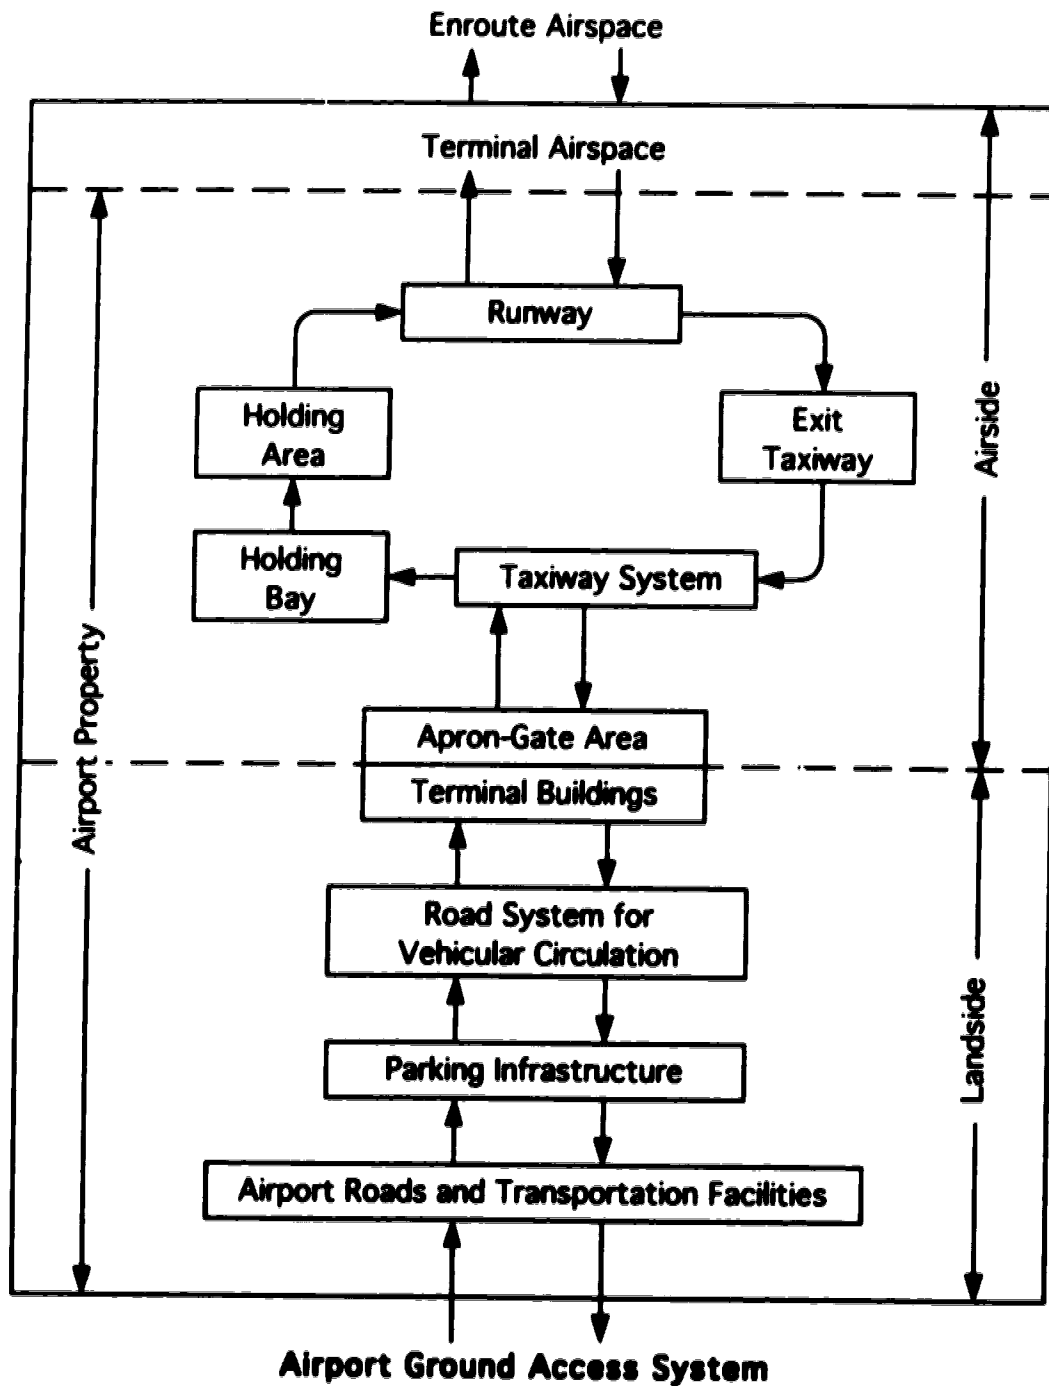 Enroute Airspace
Terminal Airspace
Runway
Holding
Area
Exit
Taxiway
Airside
Holding
Bay
Taxiway System
Airport Property
Apron-Gate Area
Terminal Buildings
Road System for
Vehicular Circulation
Landside
Parking Infrastructure
Airport Roads and Transportation Facilities
Airport Ground Access System